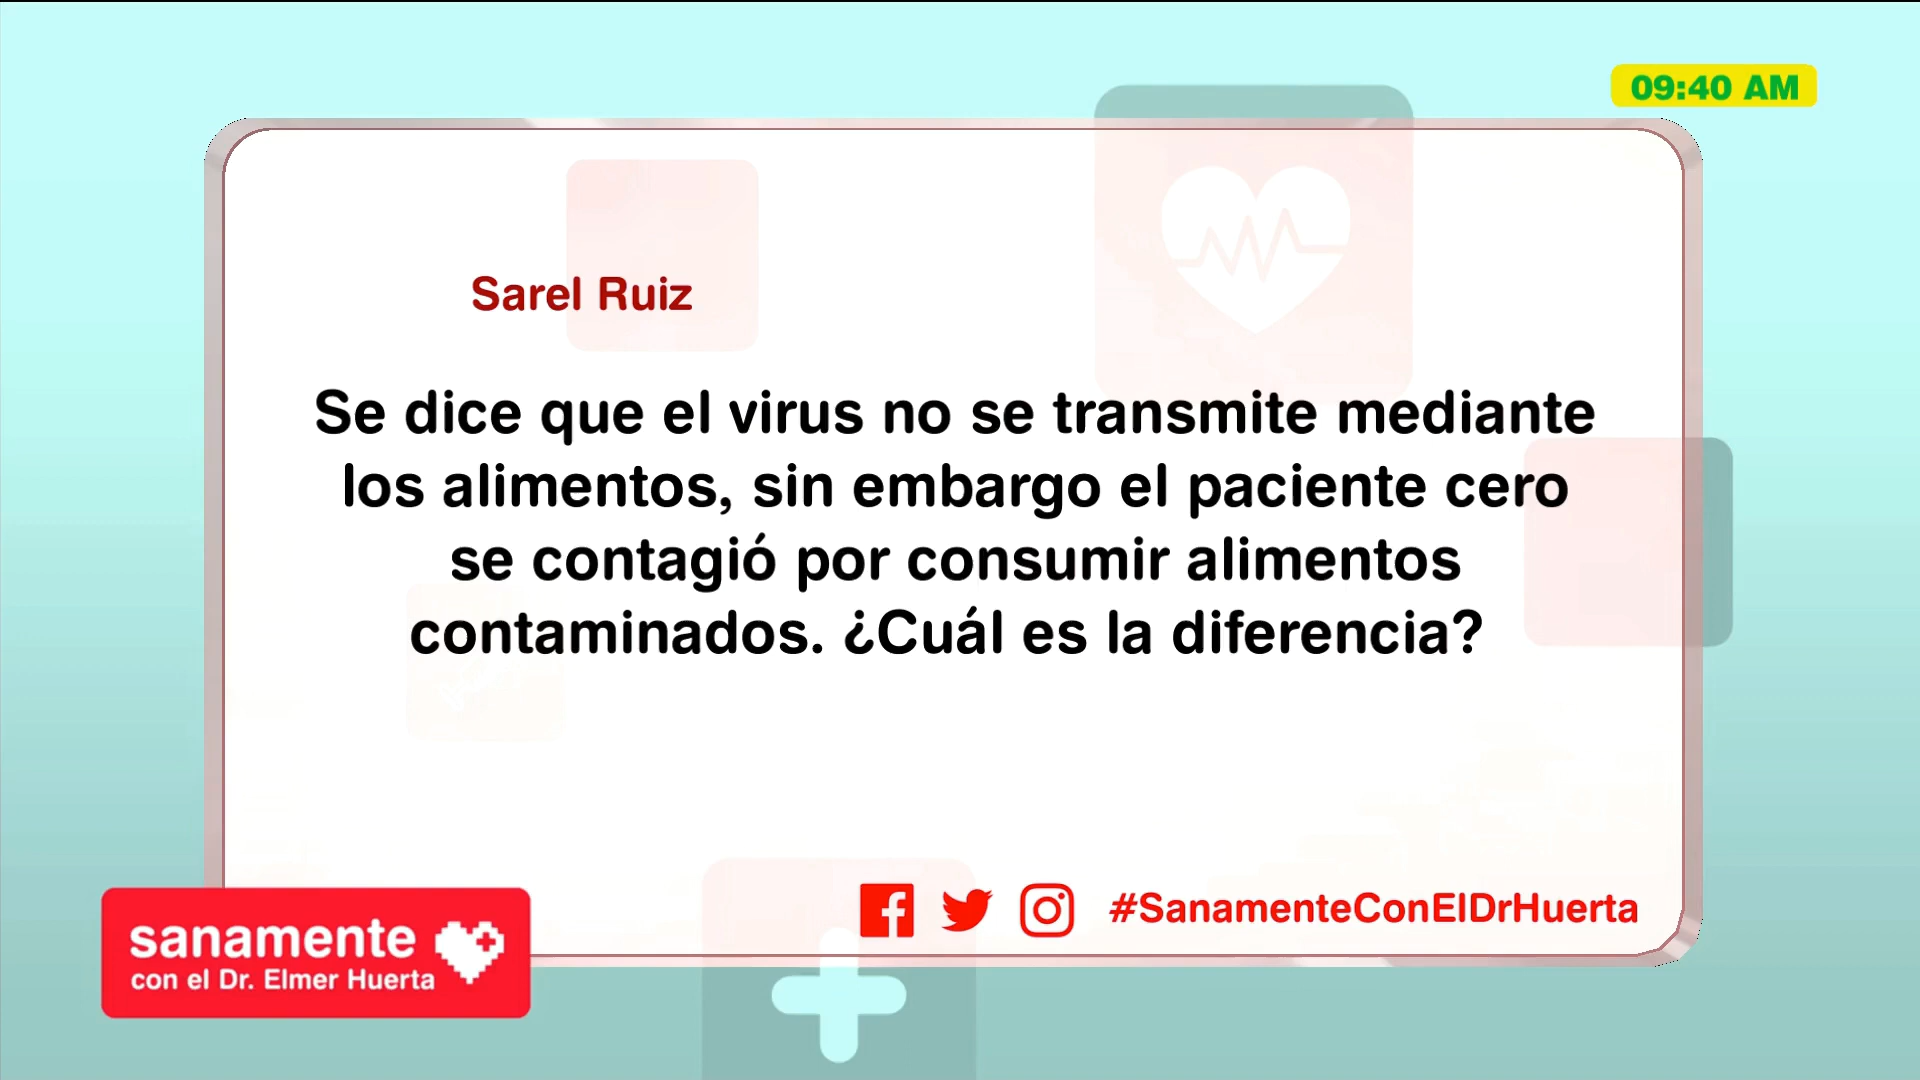 09:40 AM
Sarel Ruiz
Se dice que el virus no se transmite mediante
los alimentos, sin embargo el paciente cero
se contagió por consumir alimentos
contaminados. ¿Cuál es la diferencia?
#SanamenteConElDrHuerta
sanamente
con el Dr. Elmer Huerta